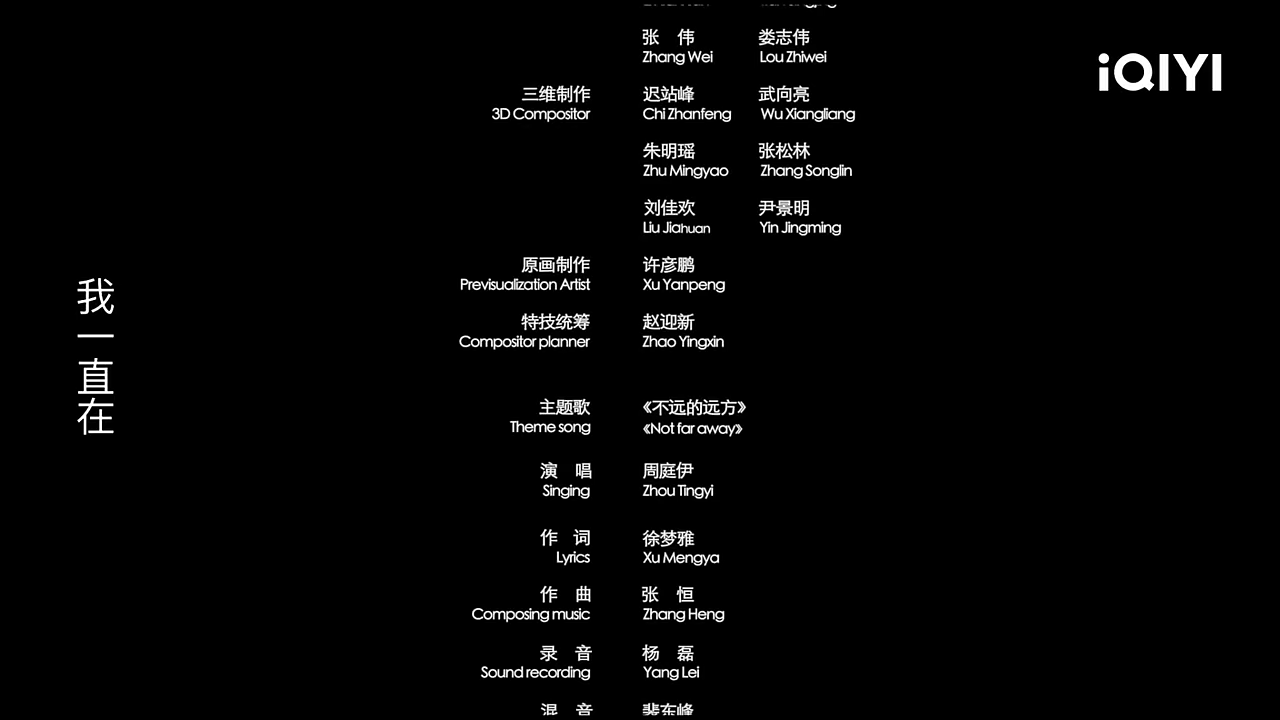 张 伟 娄志伟
Zhang Wei Lou Zhiwei
iQIYI
三维制作 迟站峰 武向亮
3D Compositor Chi Zhanfeng Wu Xiangliang
朱明瑶 张松林
Zhu Mingyao Zhang Songlin
刘佳欢 尹景明
Liu Jiahuan Yin Jingming
原画制作 许彦鹏
Previsualization Artist Xu Yanpeng
特技统筹 赵迎新
Compositor planner Zhao Yingxin
我一直在
主题歌 《不远的远方》
Theme song 《Not far away》
演 唱 周庭伊
Singing Zhou Tingyi
作 词 徐梦雅
Lyrics Xu Mengya
作 曲 张 恒
Composing music Zhang Heng
录 音 杨 磊
Sound recording Yang Lei
混 音 裴东峰